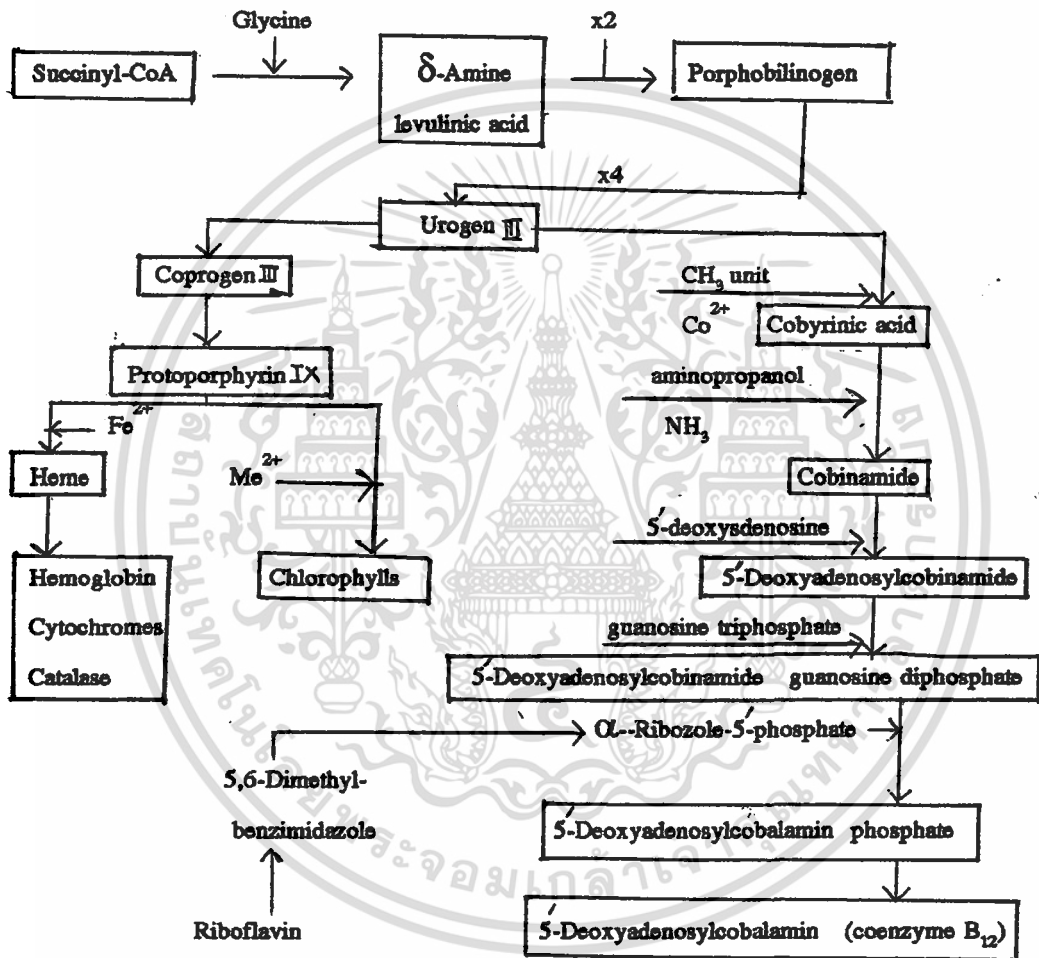 Glycine
x2
Succinyl-CoA
δ-Amine
levulinic acid
Porphobilinogen
x4
Urogen III
Coprogen III
CH₃ unit
Co²⁺
Cobyrinic acid
Protoporphyrin IX
aminopropanol
NH₃
Fe²⁺
Heme
Me²⁺
Cobinamide
5'-deoxysdenosine
Hemoglobin
Cytochromes
Catalase
Chlorophylls
5'-Deoxyadenosylcobinamide
guanosine triphosphate
5'-Deoxyadenosylcobinamide guanosine diphosphate
α--Ribozole-5'-phosphate
5,6-Dimethyl-
benzimidazole
5'-Deoxyadenosylcobalamin phosphate
Riboflavin
5'-Deoxyadenosylcobalamin (coenzyme B₁₂)